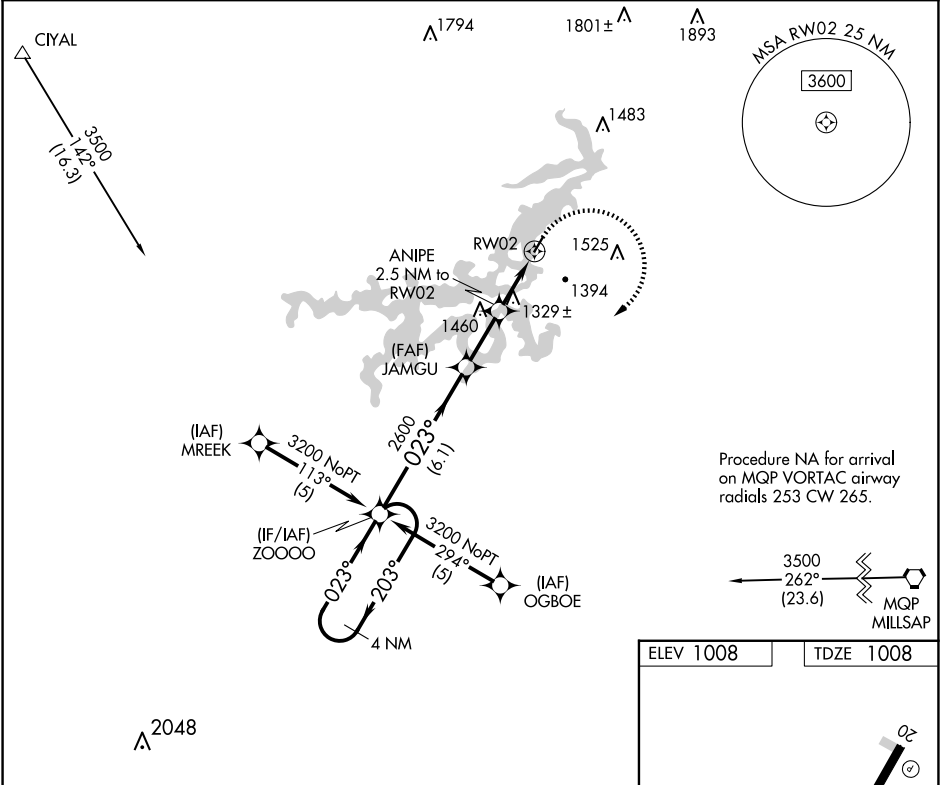 CIYAL
1794
1801±
1893
MSA RW02 25 NM
3600
3500
142°
(16.3)
1483
RW02
1525
ANIPE
2.5 NM to
RW02
1394
1460
1329±
(FAF)
JAMGU
2600
023°
(6.1)
(IAF)
MREEK
3200 NoPT
113°
(5)
Procedure NA for arrival
on MQP VORTAC airway
radials 253 CW 265.
(IF/IAF)
ZOOOO
3200 NoPT
294°
(5)
(IAF)
OGBOE
023°
203°
4 NM
3500
262°
(23.6)
MQP
MILLSAP
ELEV 1008
TDZE 1008
2048
20
P